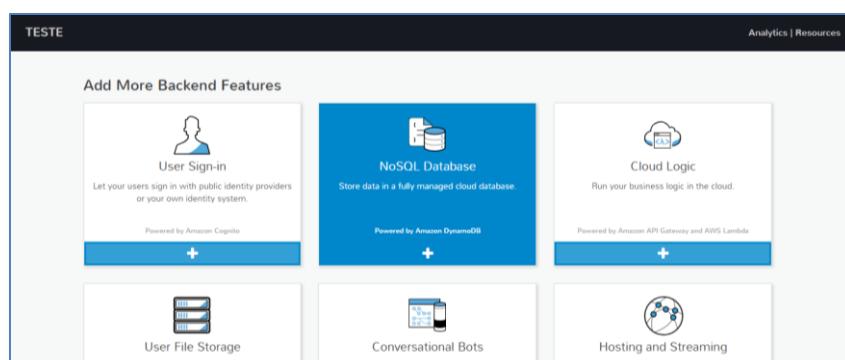 TESTE
Analytics | Resources
Add More Backend Features
User Sign-in
Let your users sign in with public identity providers
or your own identity system.
Powered by Amazon Cognito
NoSQL Database
Store data in a fully managed cloud database.
Powered by Amazon DynamoDB
Cloud Logic
Run your business logic in the cloud.
Powered by Amazon API Gateway and AWS Lambda
User File Storage
Conversational Bots
Hosting and Streaming